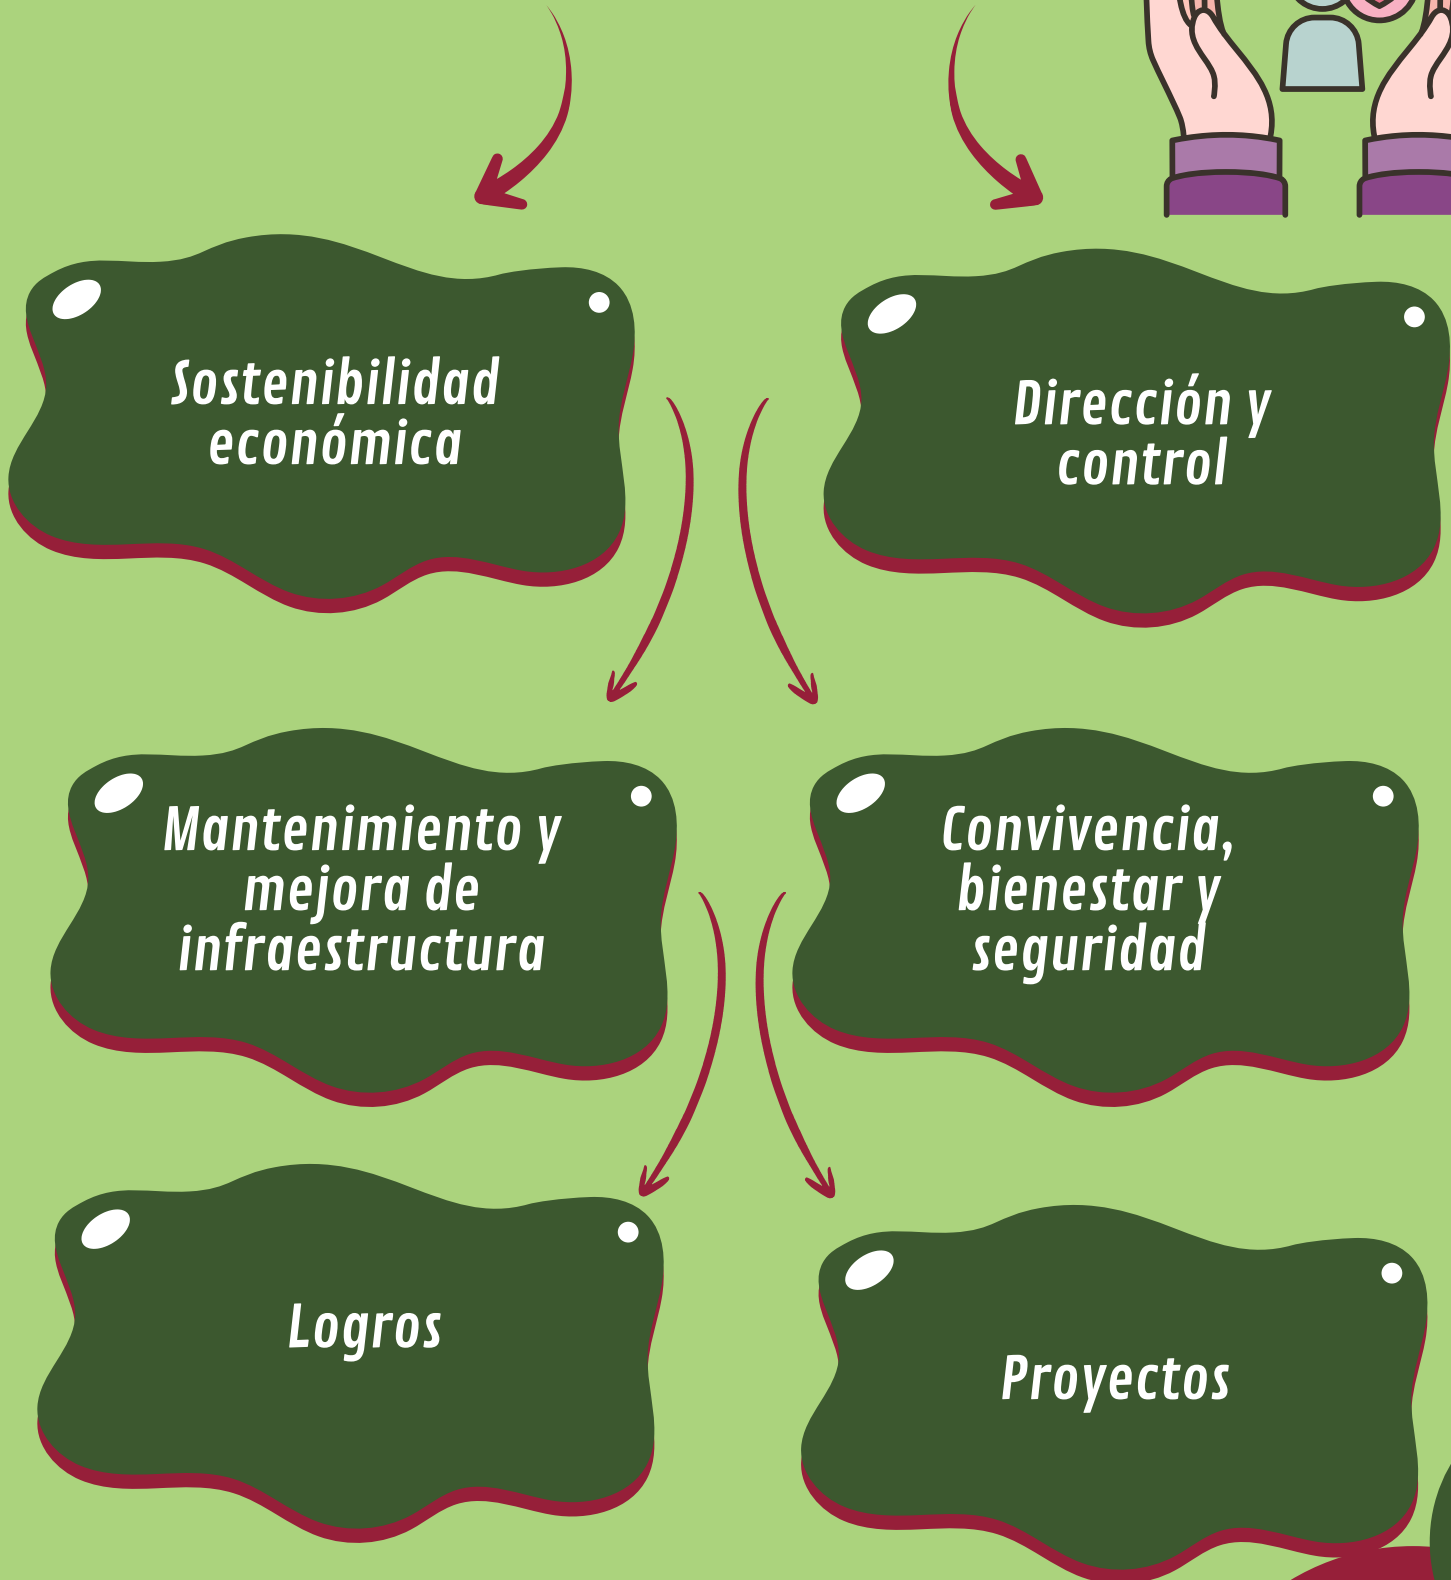 Sostenibilidad
económica
Dirección y
control
Mantenimiento y
mejora de
infraestructura
Convivencia,
bienestar y
seguridad
Logros
Proyectos